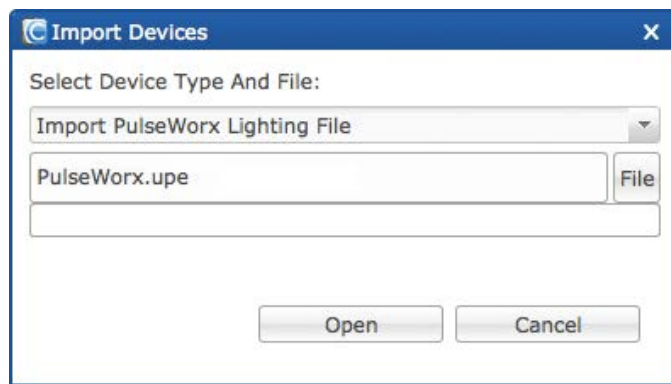 Import Devices
Select Device Type And File:
Import PulseWorx Lighting File
PulseWorx.upe File
Open Cancel